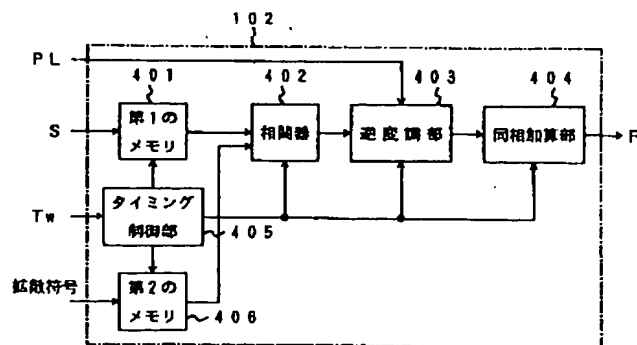 102
PL
401
402
403
404
第1の
メモリ
相関器
逆変調部
同相加算部
S
R
タイミング
制御部
Tw
405
拡散符号
第2の
メモリ
406